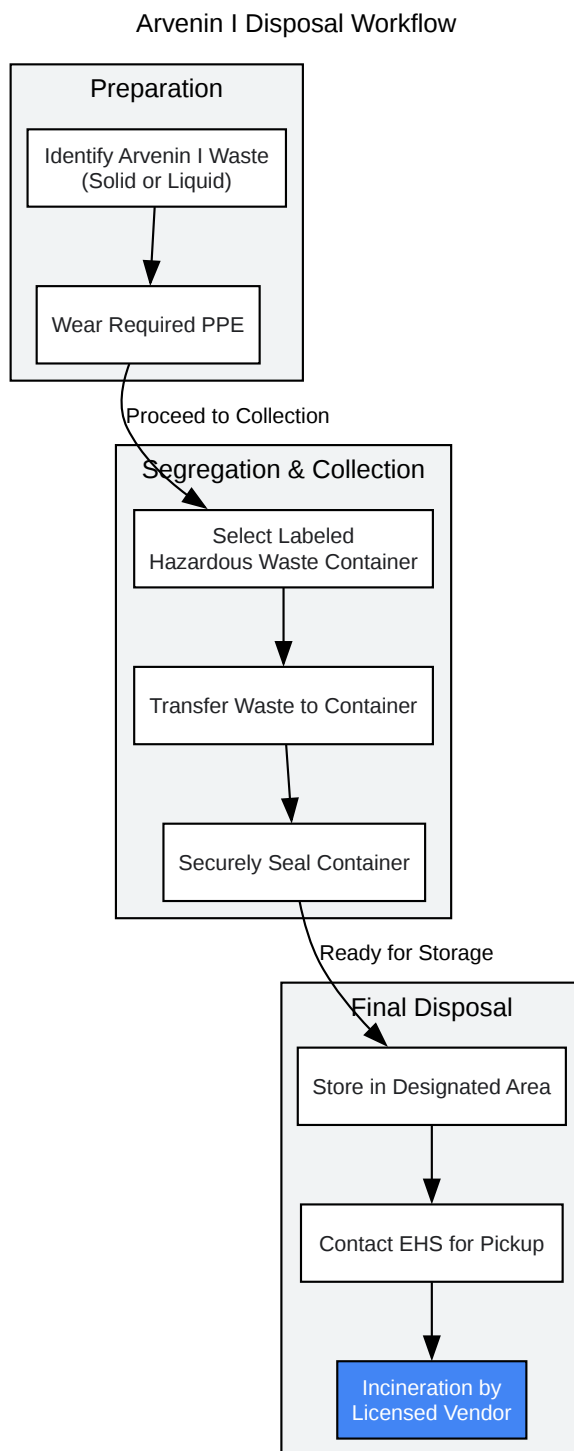 Arvenin I Disposal Workflow
Preparation
Identify Arvenin I Waste
(Solid or Liquid)
Wear Required PPE
Proceed to Collection
Segregation & Collection
Select Labeled
Hazardous Waste Container
Transfer Waste to Container
Securely Seal Container
Ready for Storage
Final Disposal
Store in Designated Area
Contact EHS for Pickup
Incineration by
Licensed Vendor